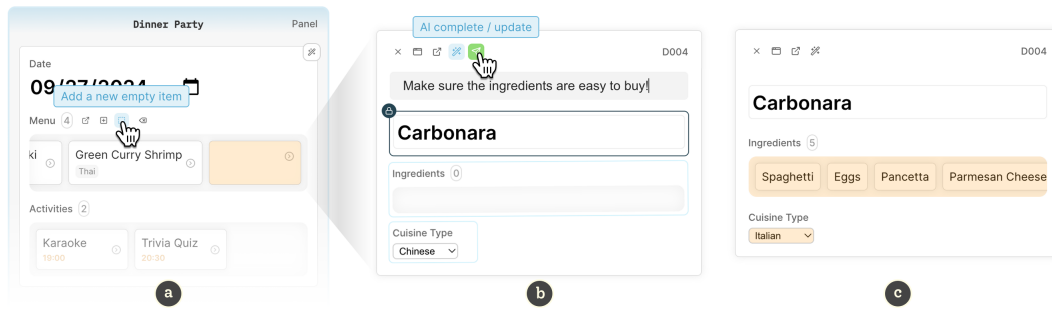 Dinner Party
Panel
Date
09/27/2024
Add a new empty item
Menu 4
ki
Green Curry Shrimp
Thai
Activities 2
Karaoke
19:00
Trivia Quiz
20:30
a
AI complete / update
D004
Make sure the ingredients are easy to buy!
Carbonara
Ingredients 0
Cuisine Type
Chinese
b
D004
Carbonara
Ingredients 5
Spaghetti
Eggs
Pancetta
Parmesan Cheese
Cuisine Type
Italian
c